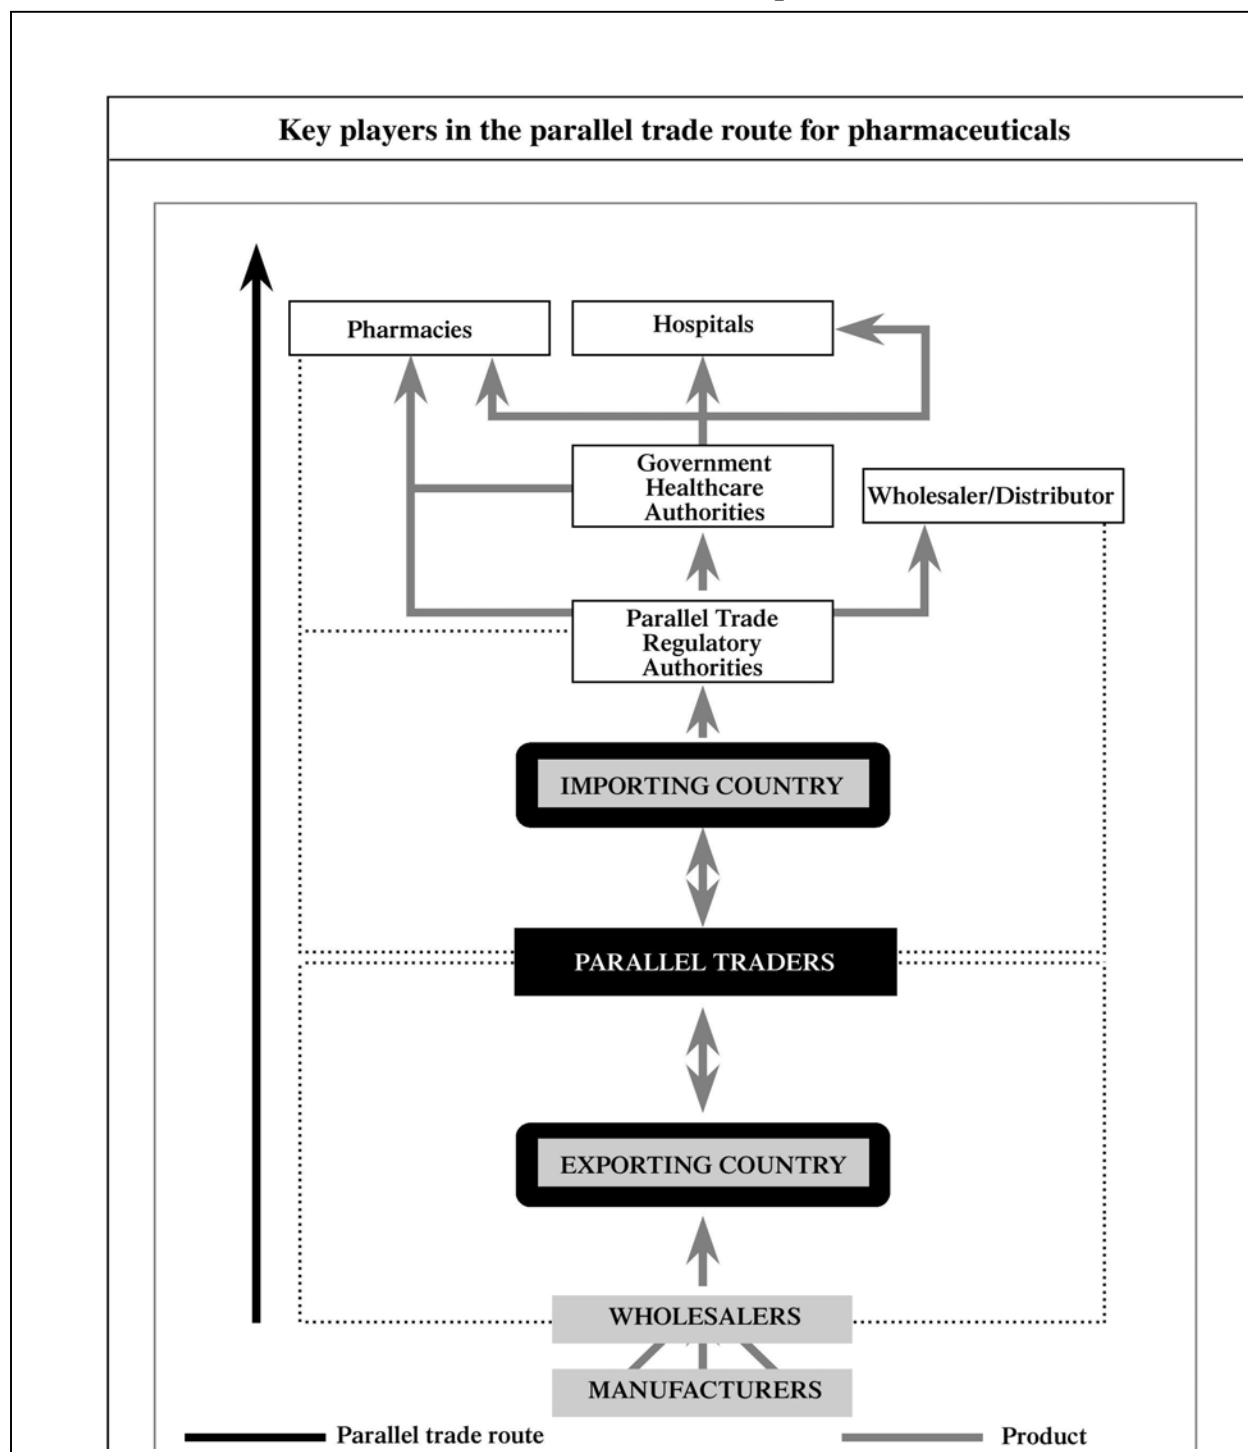 Key players in the parallel trade route for pharmaceuticals
Pharmacies
Hospitals
Government
Healthcare
Authorities
Wholesaler/Distributor
Parallel Trade
Regulatory
Authorities
IMPORTING COUNTRY
PARALLEL TRADERS
EXPORTING COUNTRY
WHOLESALERS
MANUFACTURERS
Parallel trade route
Product